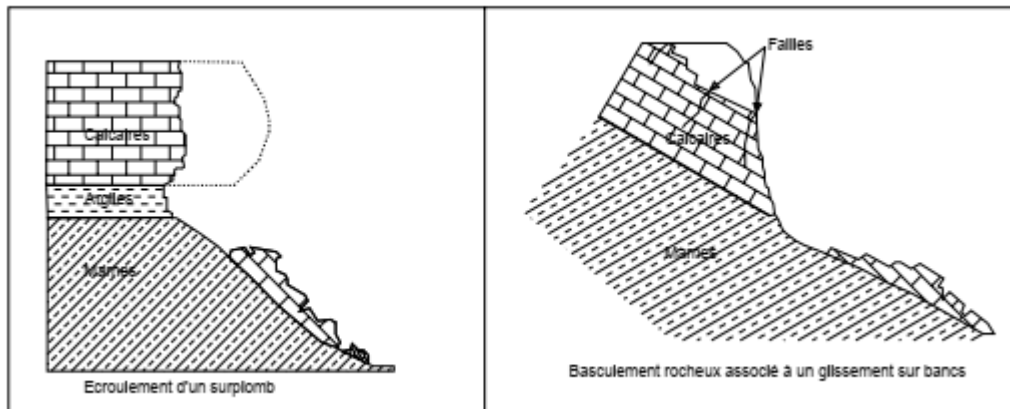 Calcaires
Argiles
Marnes
Ecroulement d'un surplomb
Failles
Calcaires
Marnes
Basculement rocheux associé à un glissement sur bancs